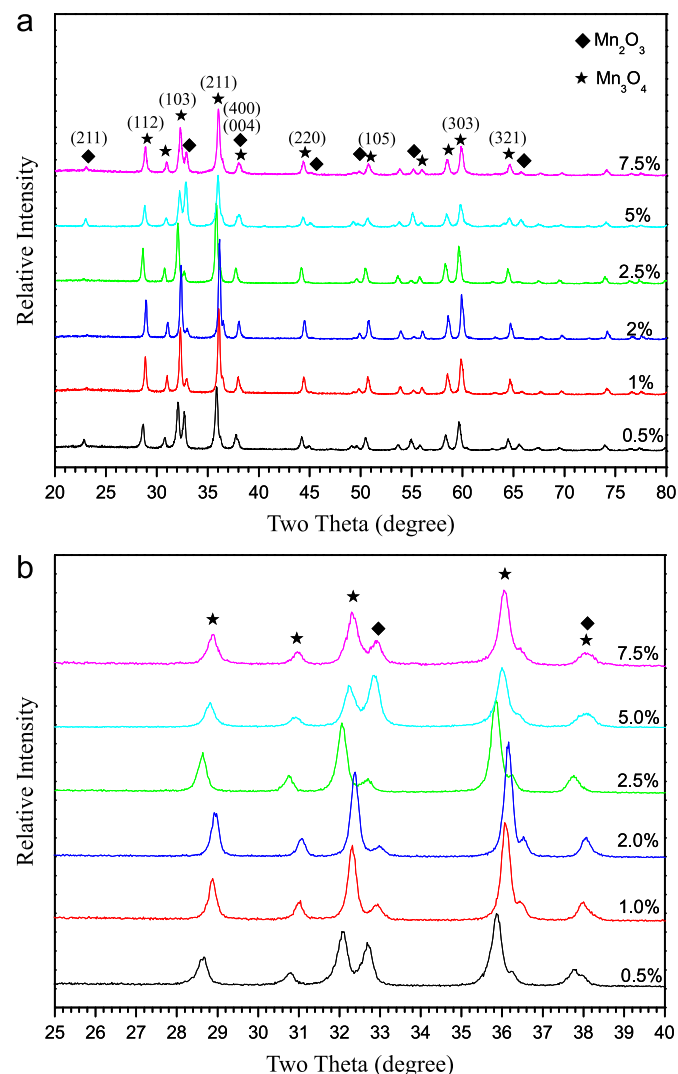 a
◆Mn2O3
★ Mn3O4
(211)
(112)
(103)
(211)
(400)
(004)
(220)
(105)
(303)
(321)
7.5%
5%
2.5%
2%
1%
0.5%
Relative Intensity
20 25 30 35 40 45 50 55 60 65 70 75 80
Two Theta (degree)
b
7.5%
5.0%
2.5%
2.0%
1.0%
0.5%
Relative Intensity
25 26 27 28 29 30 31 32 33 34 35 36 37 38 39 40
Two Theta (degree)